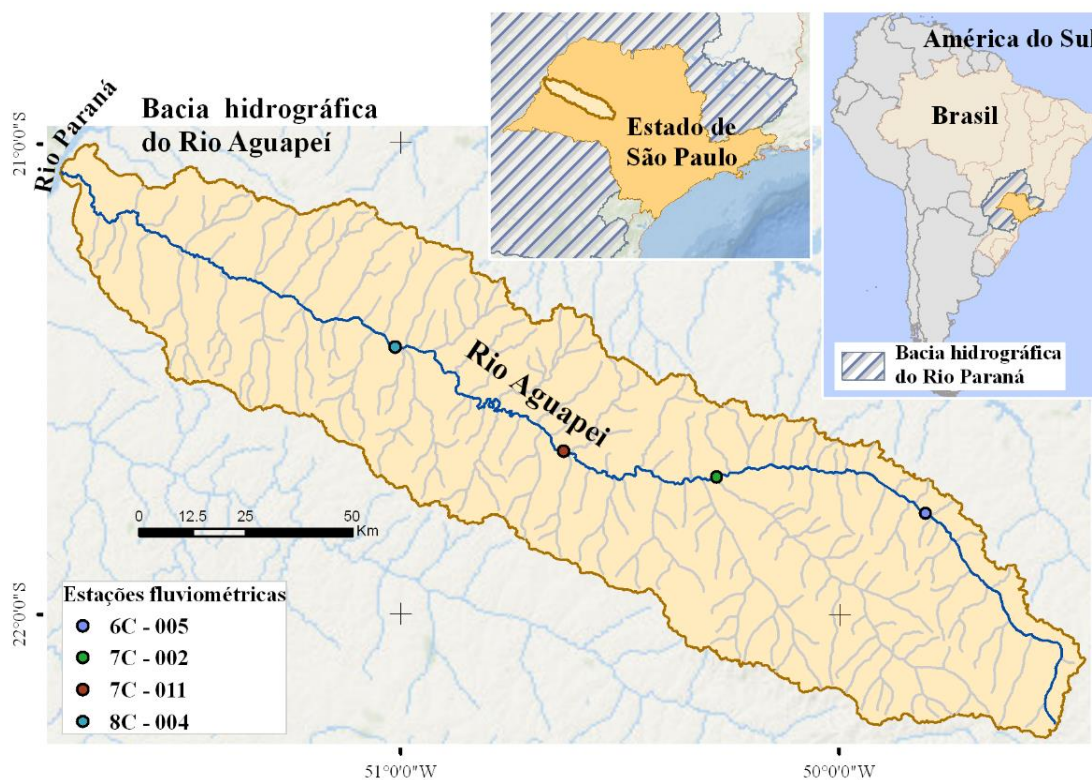 Rio Paraná
Bacia hidrográfica
do Rio Aguapeí
21°0'0"S
22°0'0"S
Estado de
São Paulo
América do Sul
Brasil
Bacia hidrográfica
do Rio Paraná
Rio Aguapei
0 12.5 25 50
Km
Estações fluviométricas
6C - 005
7C - 002
7C - 011
8C - 004
51°0'0"W
50°0'0"W